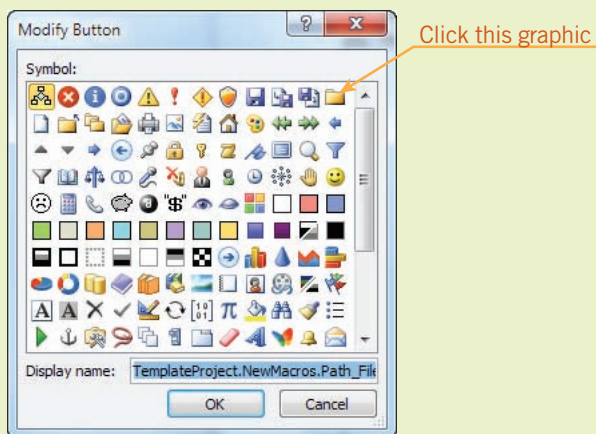 Modify Button
Click this graphic
Symbol:
Display name: TemplateProject.NewMacros.Path_File
OK Cancel